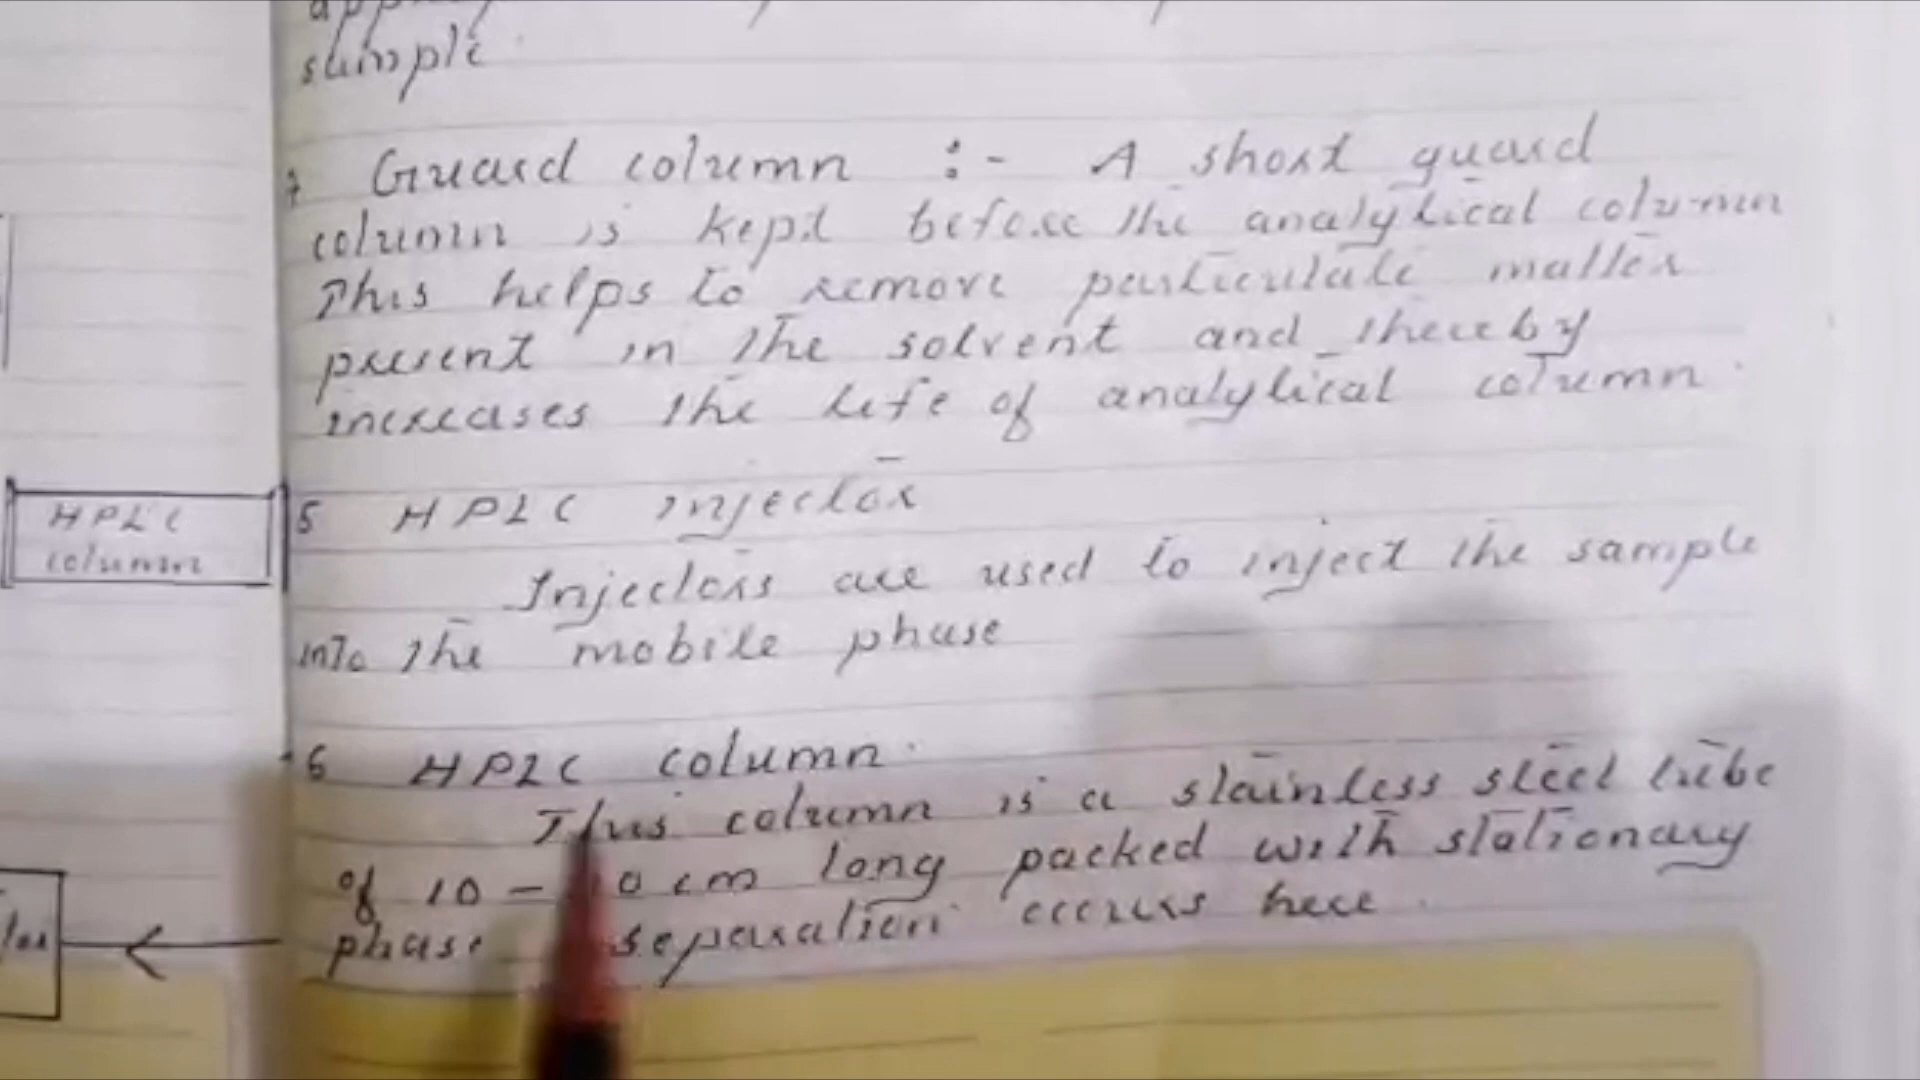 sample
Guard column :- A short guard
column is kept before the analytical column
This helps to remove particulate matter
present in the solvent and thereby
increases the life of analytical column.
HPLC
column
5 HPLC injector
Injectors are used to inject the sample
into the mobile phase
6 HPLC column.
This column is a stainless steel tube
of 10 - cm long packed with stationary
phase separation occurs here.